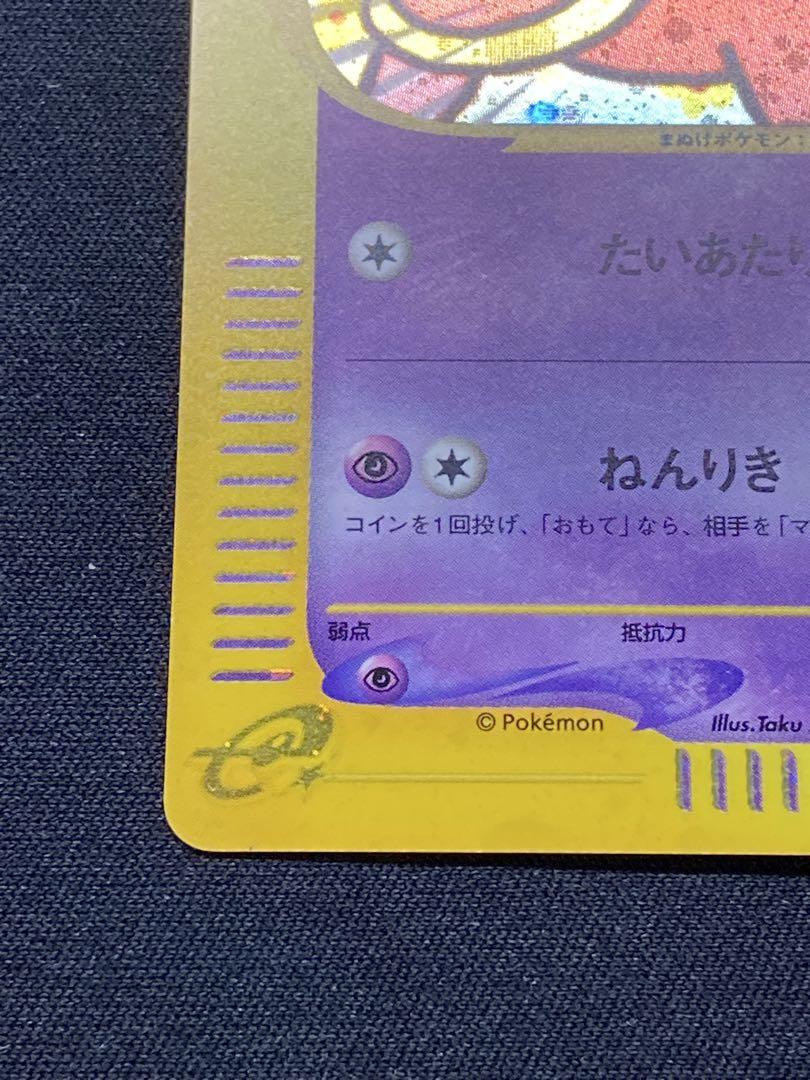 まぬけポケモン：
たいあたり
ねんりき
コインを1回投げ、「おもて」なら、相手を「マ
弱点 抵抗力
© Pokémon Illus.Taku